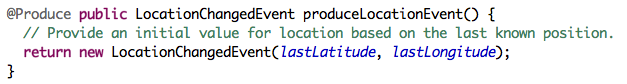 @Produce public LocationChangedEvent produceLocationEvent() {
  // Provide an initial value for location based on the last known position.
  return new LocationChangedEvent(lastLatitude, lastLongitude);
}